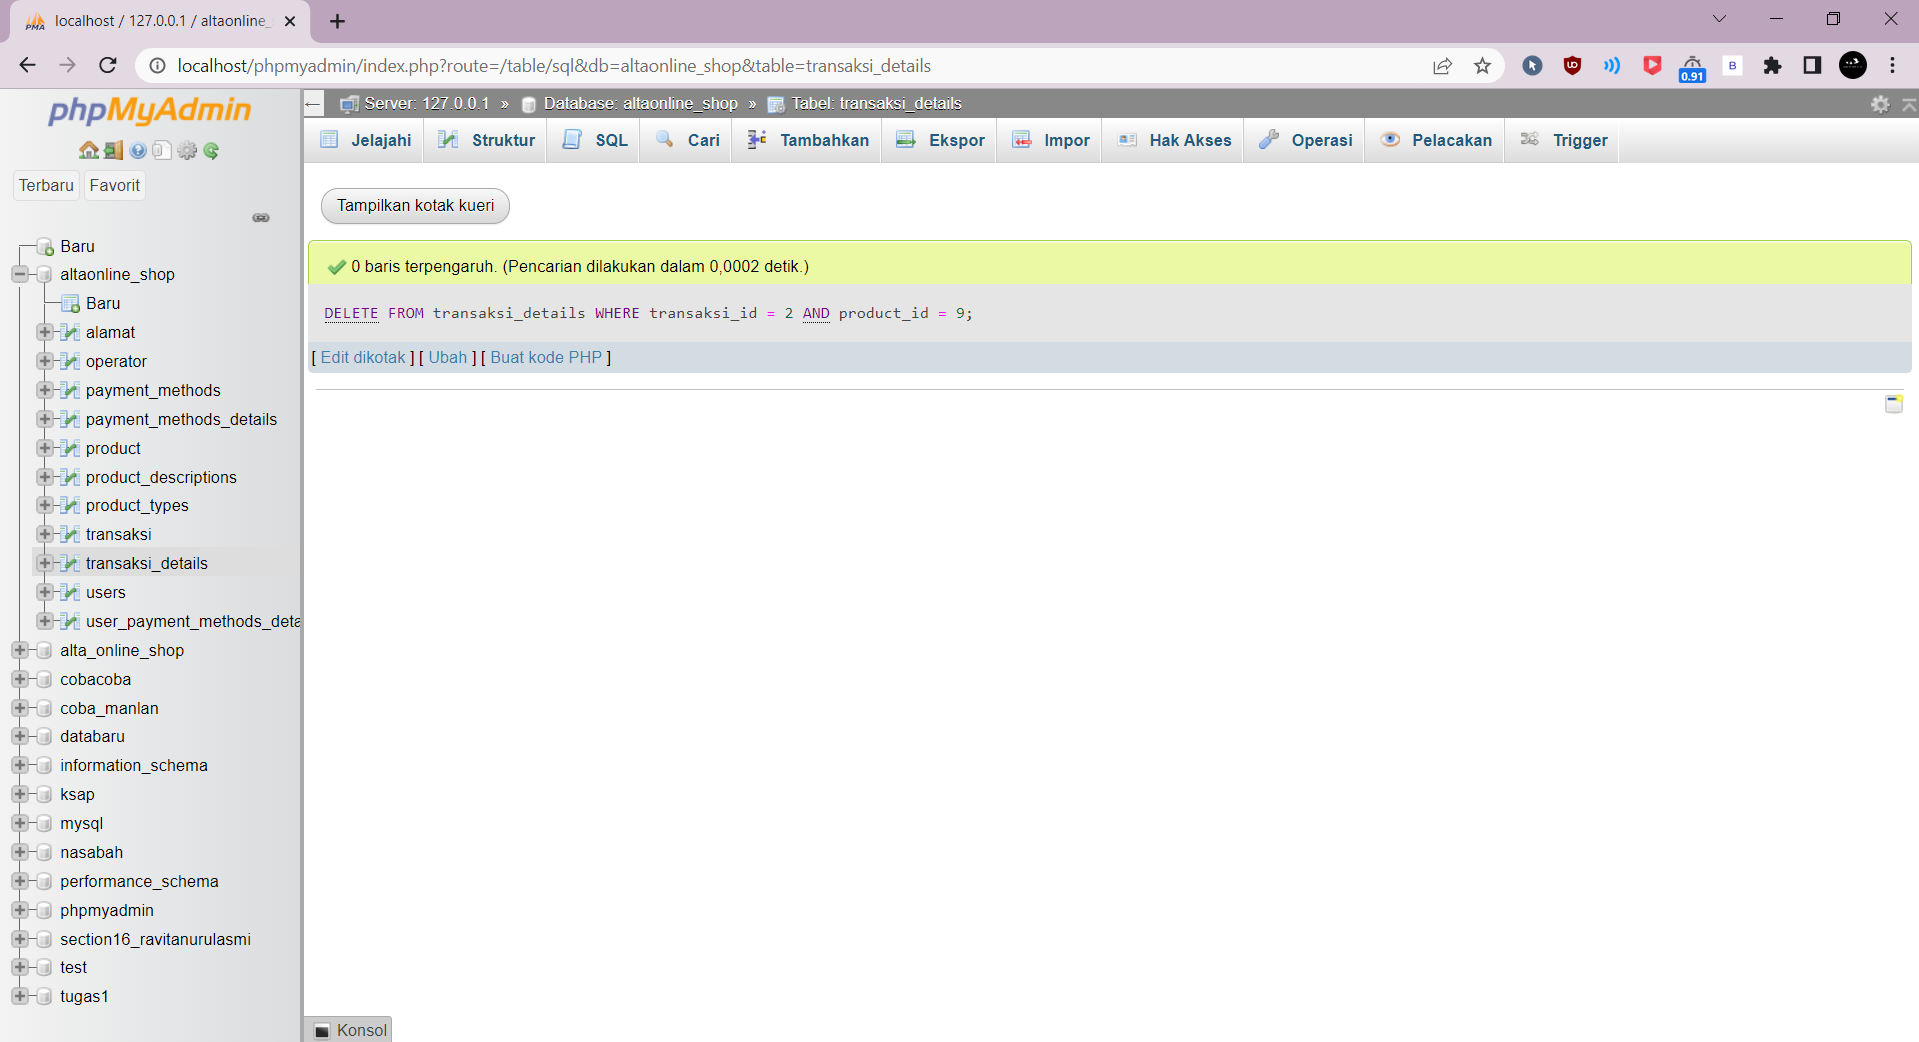 localhost / 127.0.0.1 / altaonline_
localhost/phpmyadmin/index.php?route=/table/sql&db=altaonline_shop&table=transaksi_details
0.91
B
phpMyAdmin
Terbaru
Favorit
Baru
altaonline_shop
Baru
alamat
operator
payment_methods
payment_methods_details
product
product_descriptions
product_types
transaksi
transaksi_details
users
user_payment_methods_deta
alta_online_shop
cobacoba
coba_manlan
databaru
information_schema
ksap
mysql
nasabah
performance_schema
phpmyadmin
section16_ravitanurulasmi
test
tugas1
Server: 127.0.0.1 » Database: altaonline_shop » Tabel: transaksi_details
Jelajahi Struktur SQL Cari Tambahkan Ekspor Impor Hak Akses Operasi Pelacakan Trigger
Tampilkan kotak kueri
0 baris terpengaruh. (Pencarian dilakukan dalam 0,0002 detik.)
DELETE FROM transaksi_details WHERE transaksi_id = 2 AND product_id = 9;
[ Edit dikotak ] [ Ubah ] [ Buat kode PHP ]
Konsol